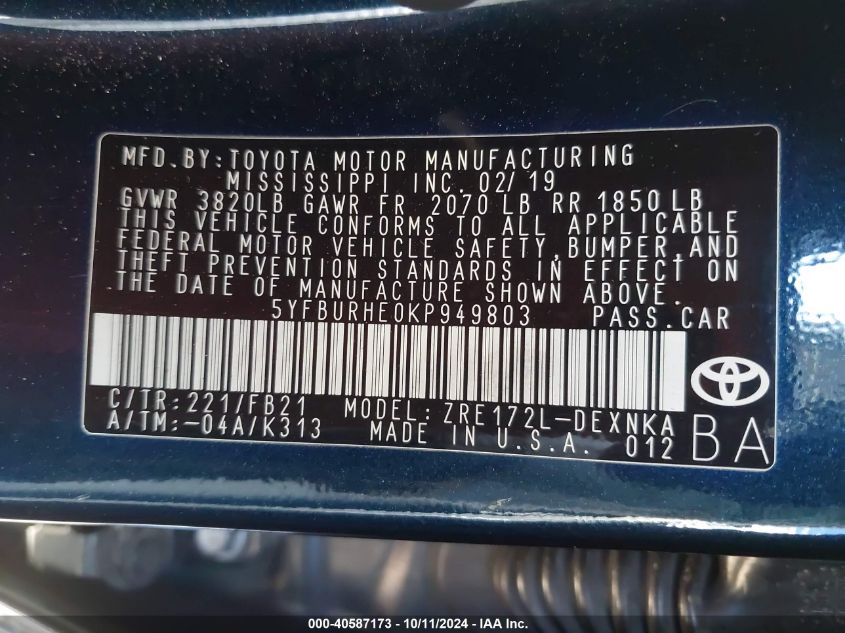 MFD.BY:TOYOTA MOTOR MANUFACTURING
MISSISSIPPI INC. 02/19
GVWR 3820LB GAWR FR 2070 LB RR 1850 LB
THIS VEHICLE CONFORMS TO ALL APPLICABLE
FEDERAL MOTOR VEHICLE SAFETY,BUMPER,AND
THEFT PREVENTION STANDARDS IN EFFECT ON
THE DATE OF MANUFACTURE SHOWN ABOVE.
5YFBURHE0KP949803 PASS.CAR
C/TR:221/FB21 MODEL:ZRE172L-DEXNKA
A/TM:-04A/K313 MADE IN U.S.A. 012 BA
000-40587173 - 10/11/2024 - IAA Inc.